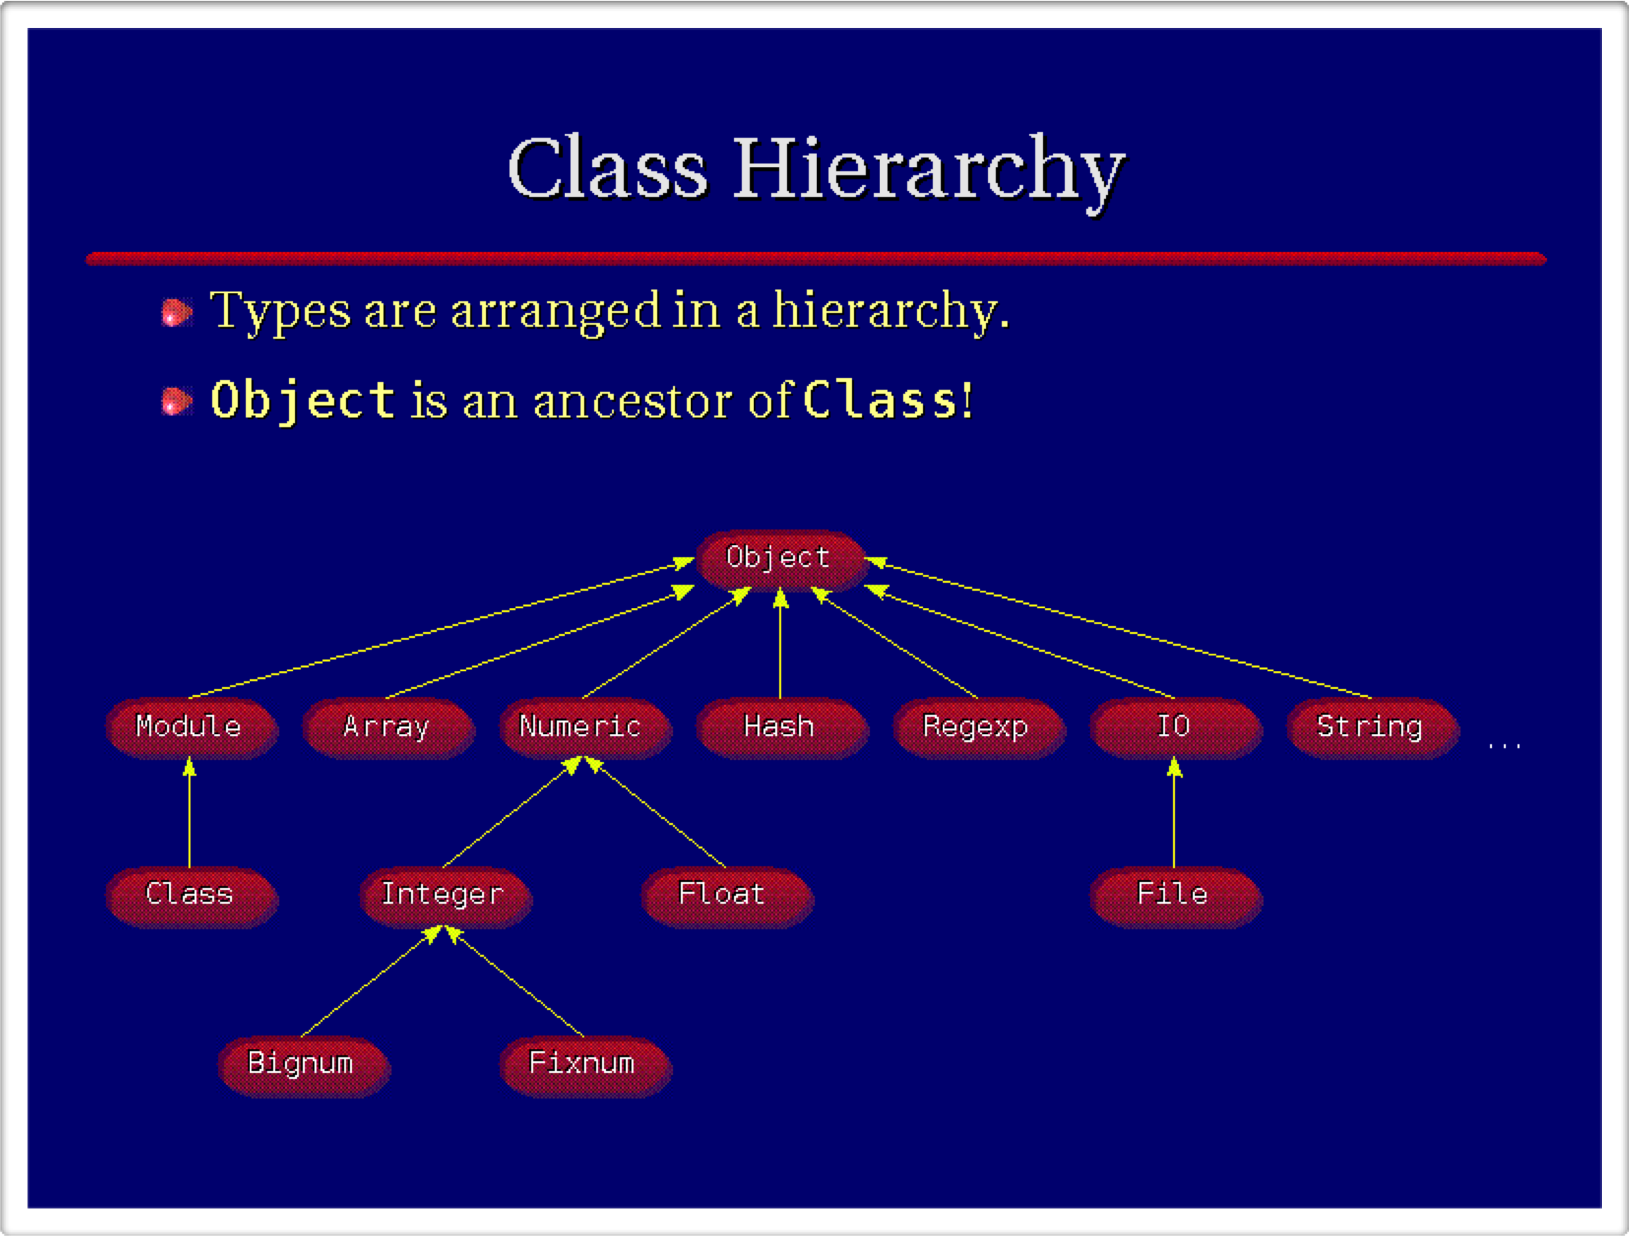 Class Hierarchy
Types are arranged in a hierarchy.
Object is an ancestor of Class!
Object
Module Array Numeric Hash Regexp IO String ...
Class Integer Float File
Bignum Fixnum